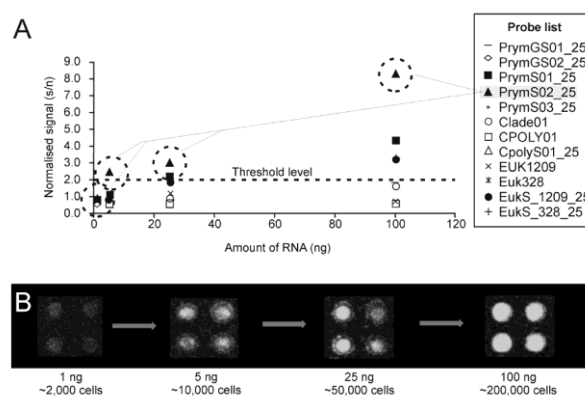 A
Normalised signal (s/n)
9.0
8.0
7.0
6.0
5.0
4.0
3.0
2.0
1.0
0.0
Threshold level
0
20
40
60
80
100
120
Amount of RNA (ng)
Probe list
PrymGS01_25
PrymGS02_25
PrymS01_25
PrymS02_25
PrymS03_25
Clade01
CPOLY01
CpolyS01_25
EUK1209
Euk328
EukS_1209_25
EukS_328_25
B
1 ng
~2,000 cells
5 ng
~10,000 cells
25 ng
~50,000 cells
100 ng
~200,000 cells